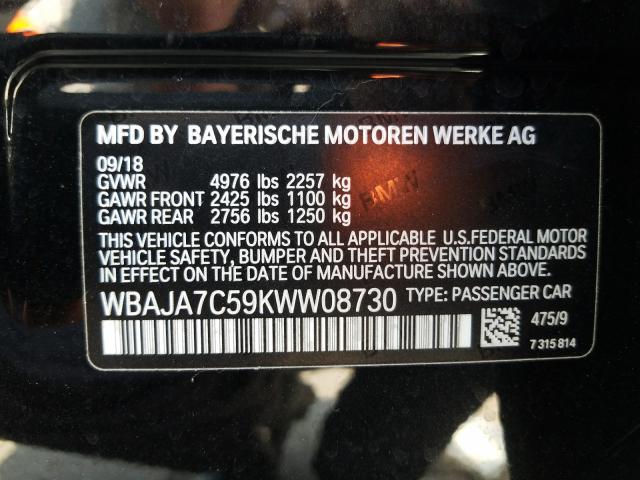 MFD BY BAYERISCHE MOTOREN WERKE AG
09/18
GVWR 4976 lbs 2257 kg
GAWR FRONT 2425 lbs 1100 kg
GAWR REAR 2756 lbs 1250 kg
THIS VEHICLE CONFORMS TO ALL APPLICABLE U.S.FEDERAL MOTOR
VEHICLE SAFETY, BUMPER AND THEFT PREVENTION STANDARDS
IN EFFECT ON THE DATE OF MANUFACTURE SHOWN ABOVE.
WBAJA7C59KWW08730 TYPE: PASSENGER CAR
475/9
7 315 814
BMW